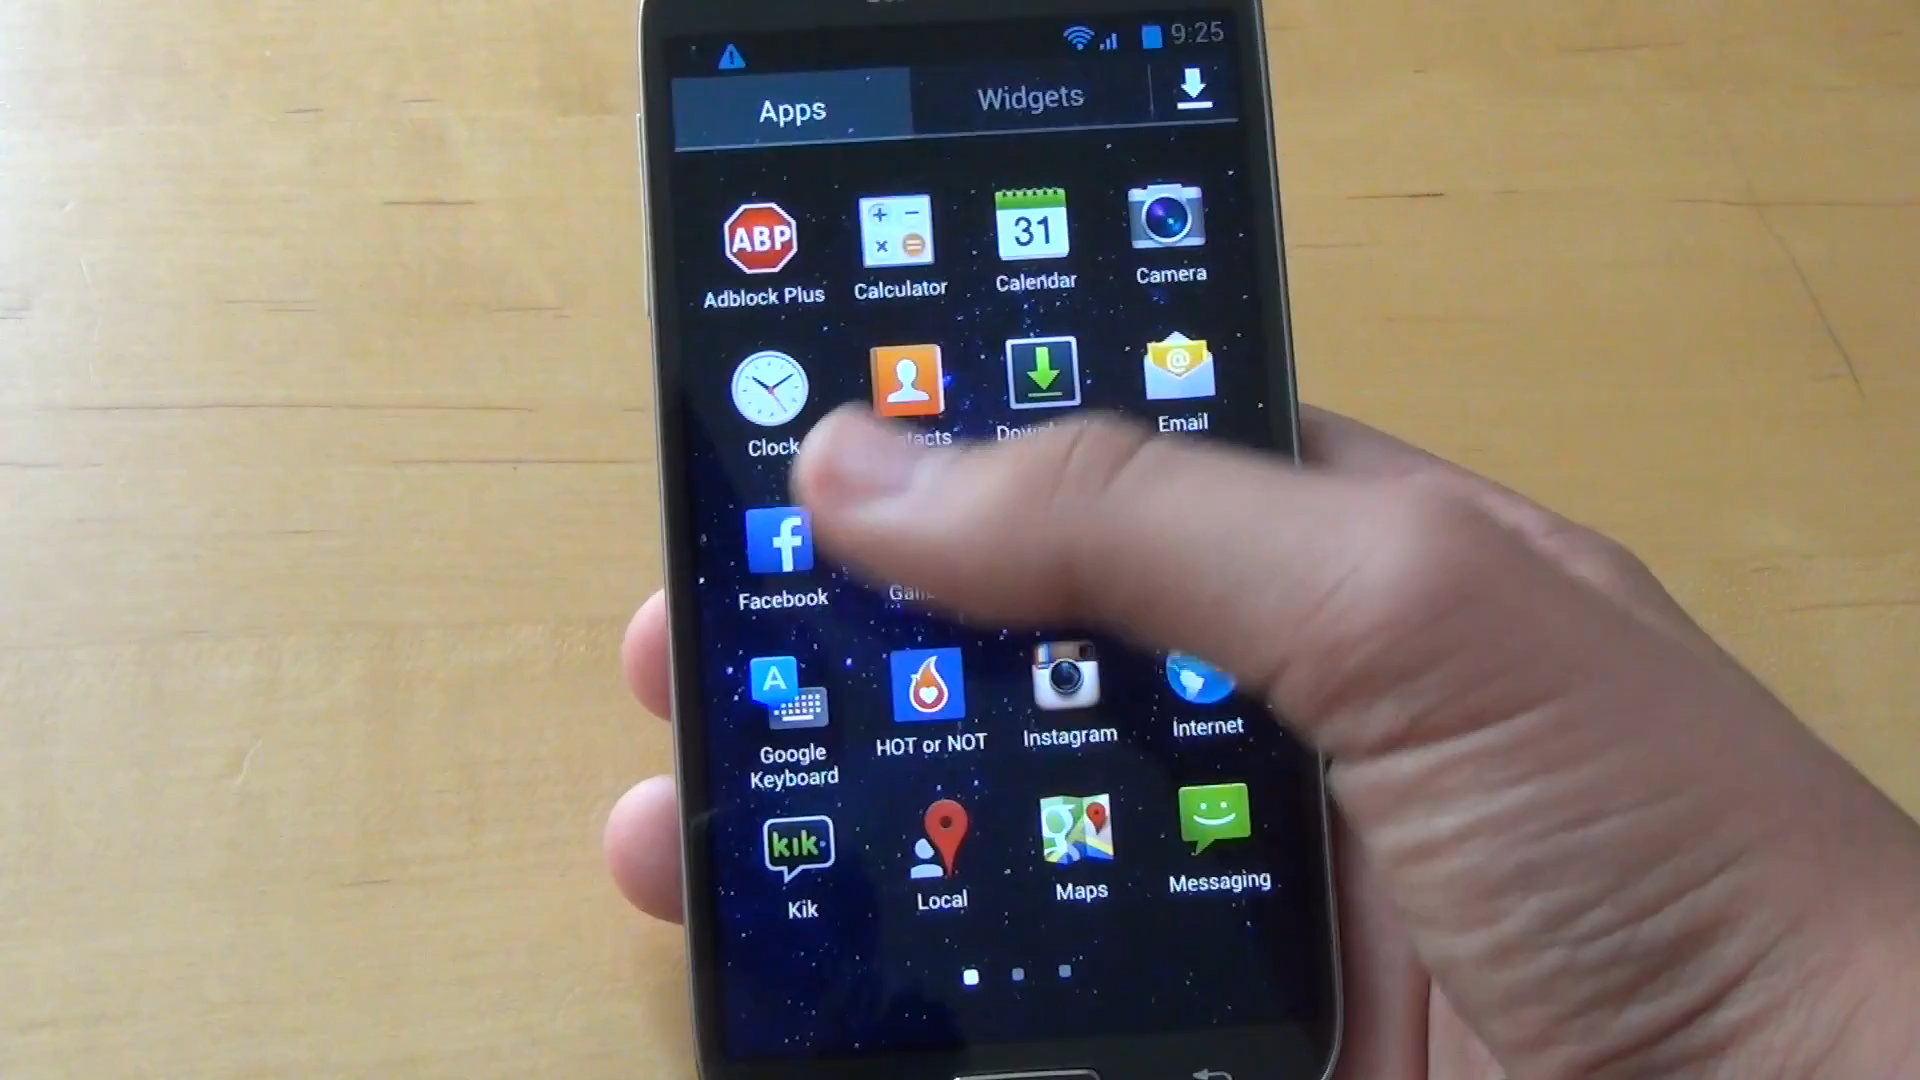 9:25
Apps
Widgets
ABP
31
Adblock Plus
Calculator
Calendar
Camera
@
Clock
Email
f
Facebook
A
Google
Keyboard
HOT or NOT
Instagram
Internet
kik
Kik
Local
Maps
Messaging